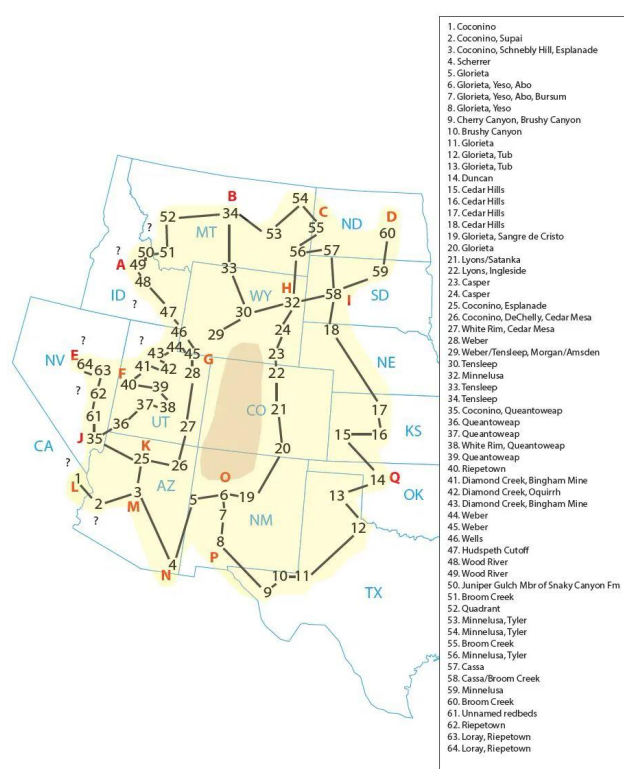 B
54
C
D
52
34
ND
MT
53
55
60
?
50
51
56
57
A
49
33
59
48
WY
H
58
SD
ID
?
32
I
47
30
46
29
24
18
?
?
44
43
45
23
NV
E
G
64
63
F
41
42
28
22
NE
40
39
?
62
37
38
CO
21
17
61
36
UT
27
15
16
KS
CA
J
35
K
20
25
26
?
1
O
14
Q
L
AZ
3
5
6
19
13
OK
2
M
7
?
NM
12
8
4
P
N
10
11
9
TX
1. Coconino
2. Coconino, Supai
3. Coconino, Schnebly Hill, Esplanade
4. Scherrer
5. Glorieta
6. Glorieta, Yeso, Abo
7. Glorieta, Yeso, Abo, Bursum
8. Glorieta, Yeso
9. Cherry Canyon, Brushy Canyon
10. Brushy Canyon
11. Glorieta
12. Glorieta, Tub
13. Glorieta, Tub
14. Duncan
15. Cedar Hills
16. Cedar Hills
17. Cedar Hills
18. Cedar Hills
19. Glorieta, Sangre de Cristo
20. Glorieta
21. Lyons/Satanka
22. Lyons, Ingleside
23. Casper
24. Casper
25. Coconino, Esplanade
26. Coconino, DeChelly, Cedar Mesa
27. White Rim, Cedar Mesa
28. Weber
29. Weber/Tensleep, Morgan/Amsden
30. Tensleep
32. Minnelusa
33. Tensleep
34. Tensleep
35. Coconino, Queantoweap
36. Queantoweap
37. Queantoweap
38. White Rim, Queantoweap
39. Queantoweap
40. Riepetown
41. Diamond Creek, Bingham Mine
42. Diamond Creek, Oquirrh
43. Diamond Creek, Bingham Mine
44. Weber
45. Weber
46. Wells
47. Hudspeth Cutoff
48. Wood River
49. Wood River
50. Juniper Gulch Mbr of Snaky Canyon Fm
51. Broom Creek
52. Quadrant
53. Minnelusa, Tyler
54. Minnelusa, Tyler
55. Broom Creek
56. Minnelusa, Tyler
57. Cassa
58. Cassa/Broom Creek
59. Minnelusa
60. Broom Creek
61. Unnamed redbeds
62. Riepetown
63. Loray, Riepetown
64. Loray, Riepetown